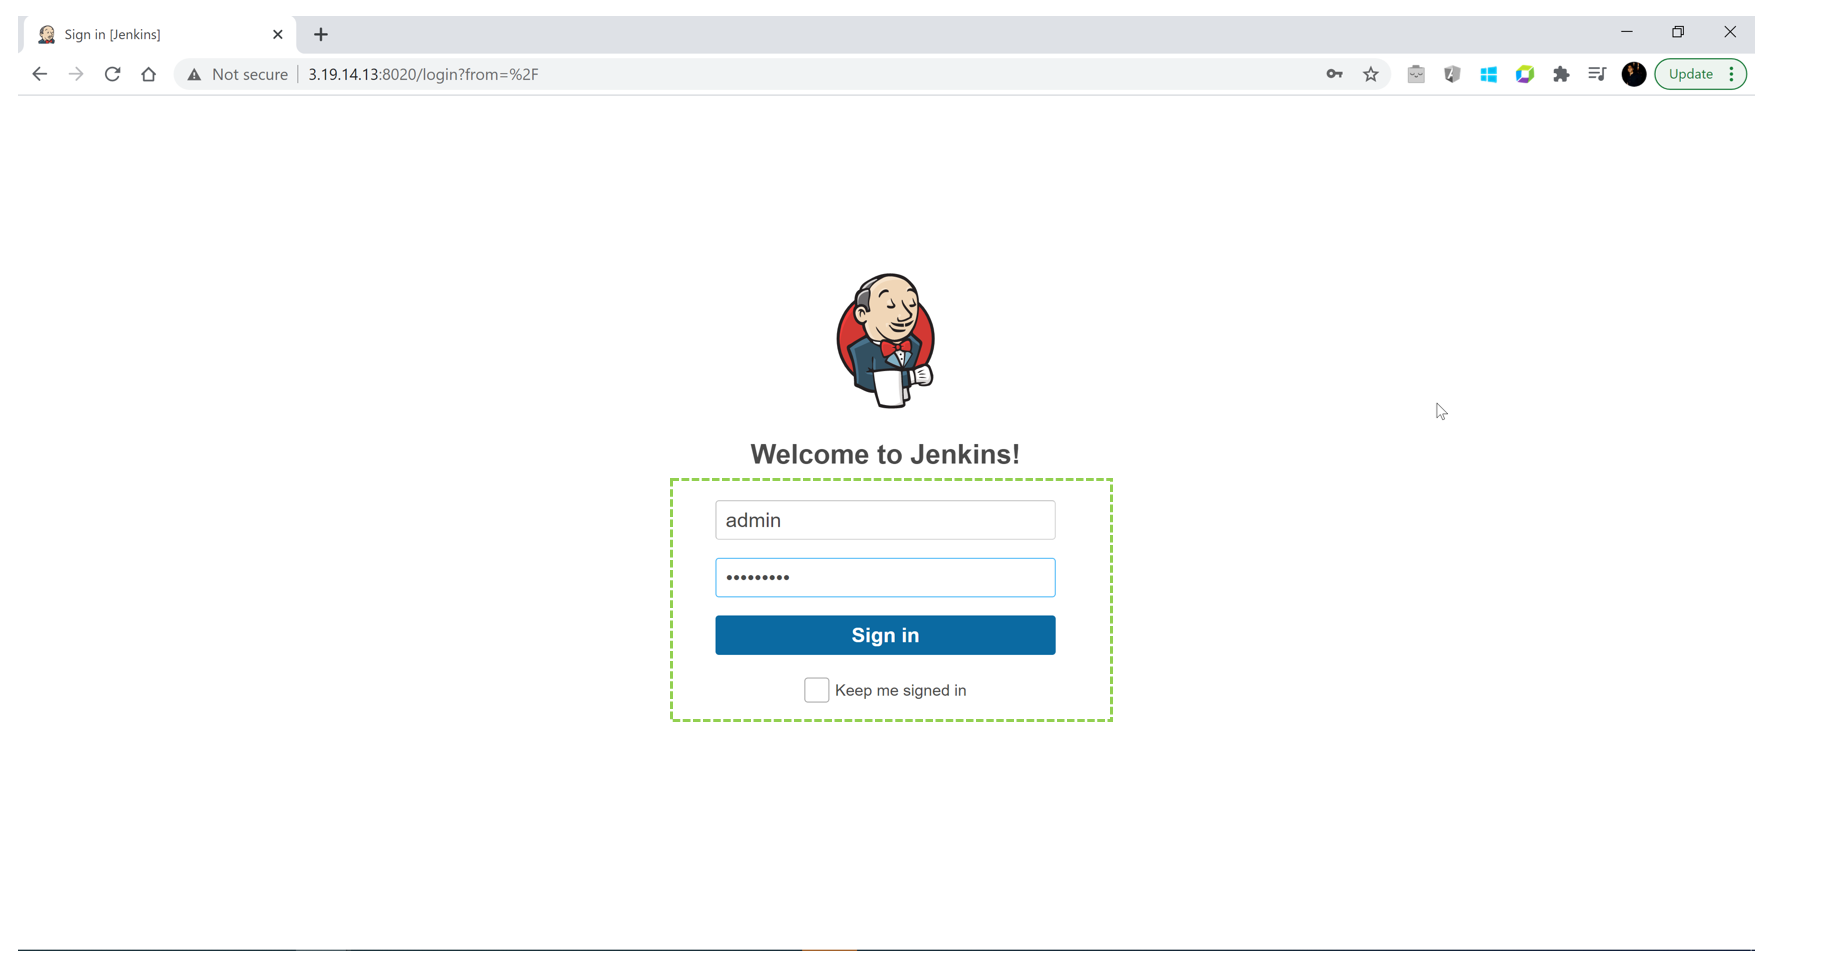 Sign in [Jenkins]
Not secure
3.19.14.13:8020/login?from=%2F
Update
Welcome to Jenkins!
admin
•••••••••
Sign in
Keep me signed in